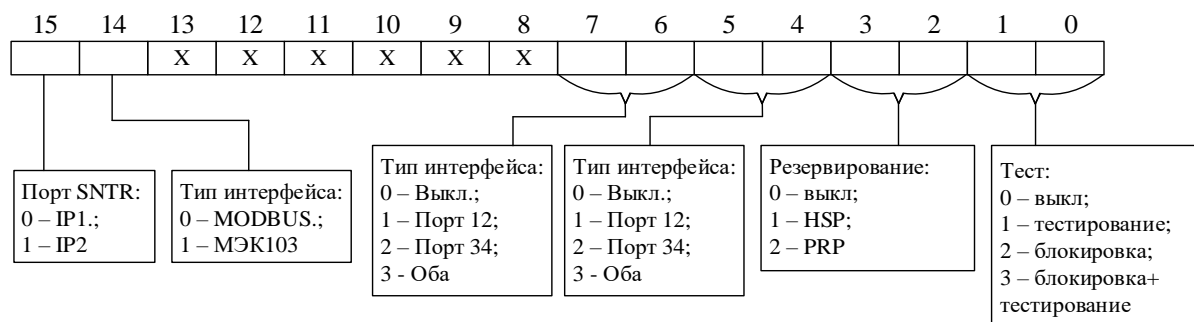 15 14 13 12 11 10 9 8 7 6 5 4 3 2 1 0
X X X X X X
Порт SNTR:
0 – IP1.;
1 – IP2
Тип интерфейса:
0 – MODBUS.;
1 – МЭК103
Тип интерфейса:
0 – Выкл.;
1 – Порт 12;
2 – Порт 34;
3 - Оба
Тип интерфейса:
0 – Выкл.;
1 – Порт 12;
2 – Порт 34;
3 - Оба
Резервирование:
0 – выкл;
1 – HSP;
2 – PRP
Тест:
0 – выкл;
1 – тестирование;
2 – блокировка;
3 – блокировка+
тестирование